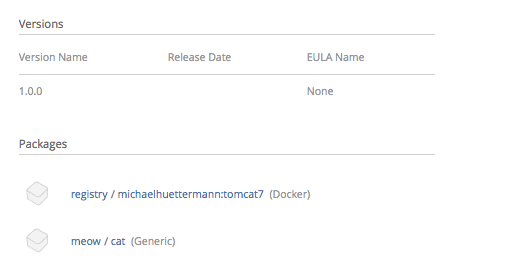 Versions
Version Name Release Date EULA Name
1.0.0 None
Packages
registry / michaelhuettermann:tomcat7 (Docker)
meow / cat (Generic)